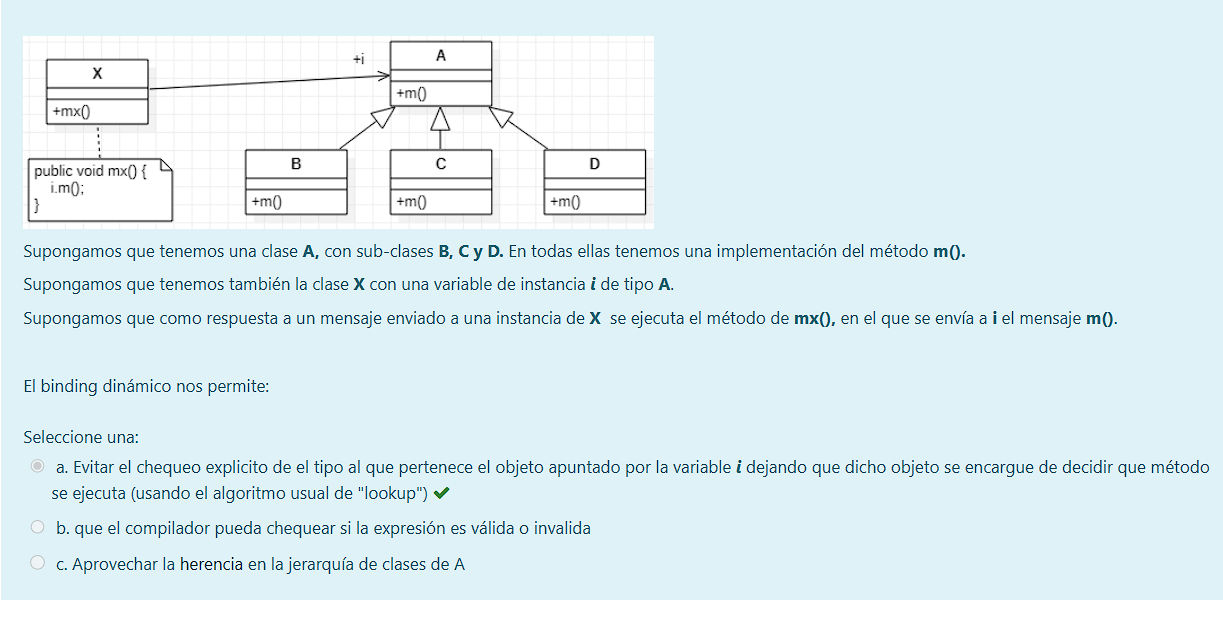 X
+mx()
+i
A
+m()
public void mx() {
i.m();
}
B
+m()
C
+m()
D
+m()
Supongamos que tenemos una clase A, con sub-clases B, C y D. En todas ellas tenemos una implementación del método m().
Supongamos que tenemos también la clase X con una variable de instancia i de tipo A.
Supongamos que como respuesta a un mensaje enviado a una instancia de X se ejecuta el método de mx(), en el que se envía a i el mensaje m().
El binding dinámico nos permite:
Seleccione una:
a. Evitar el chequeo explicito de el tipo al que pertenece el objeto apuntado por la variable i dejando que dicho objeto se encargue de decidir que método
se ejecuta (usando el algoritmo usual de "lookup") ✔
b. que el compilador pueda chequear si la expresión es válida o invalida
c. Aprovechar la herencia en la jerarquía de clases de A